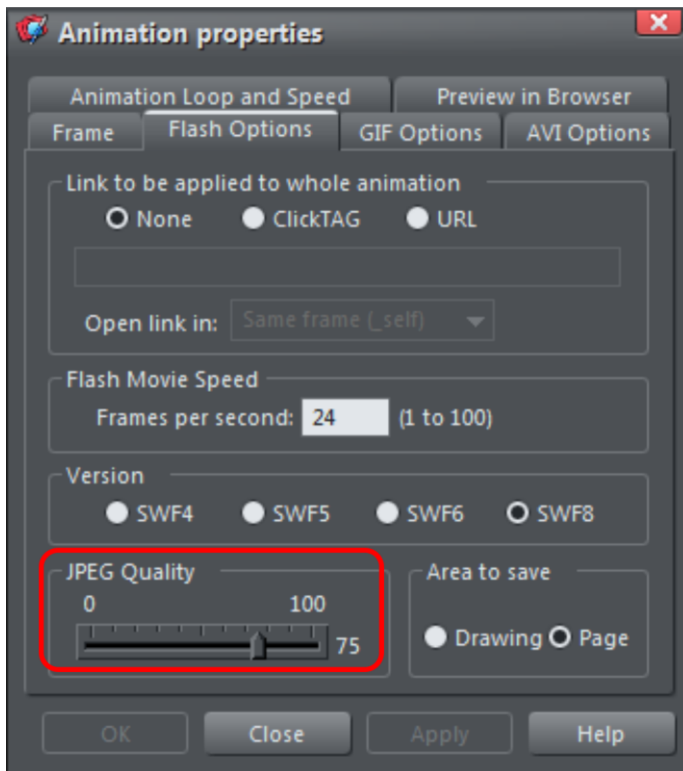 Animation properties
Animation Loop and Speed Preview in Browser
Frame Flash Options GIF Options AVI Options
Link to be applied to whole animation
None ClickTAG URL
Open link in: Same frame (_self)
Flash Movie Speed
Frames per second: 24 (1 to 100)
Version
SWF4 SWF5 SWF6 SWF8
JPEG Quality Area to save
0 100
75 Drawing Page
OK Close Apply Help